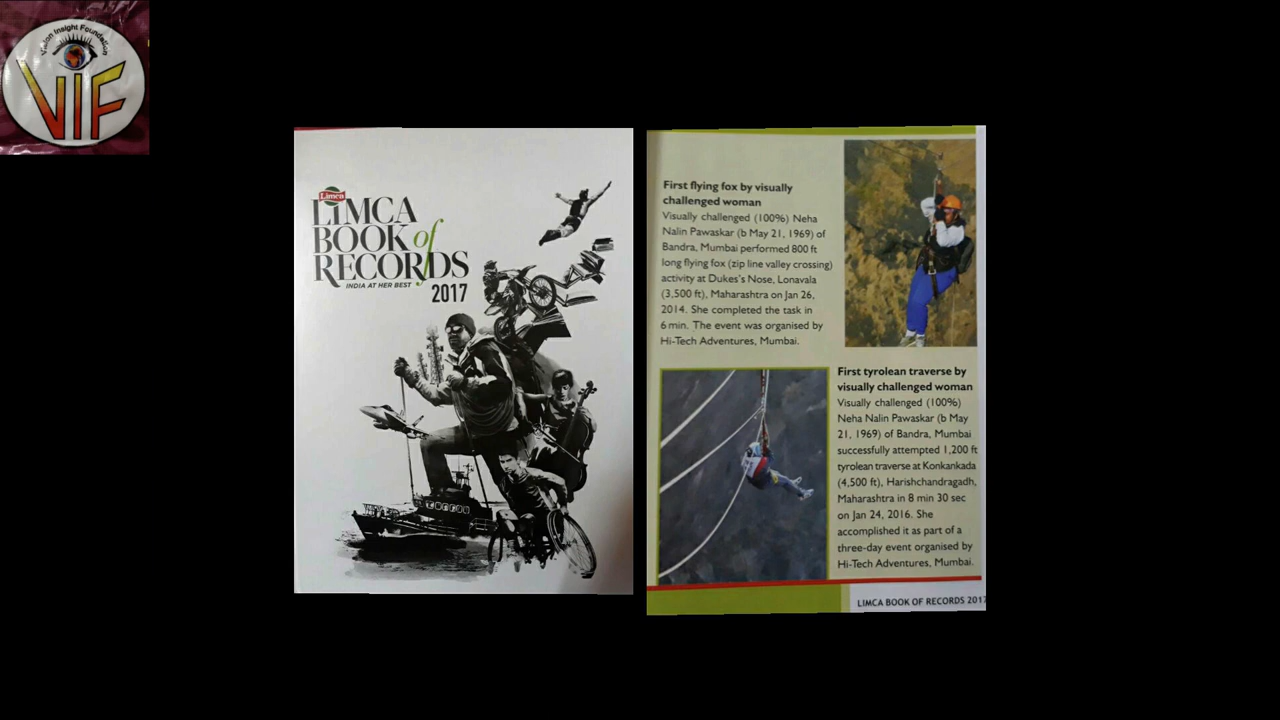 Vision Insight Foundation
VIF
Limca
LIMCA
BOOK of
RECORDS
INDIA AT HER BEST
2017
First flying fox by visually
challenged woman
Visually challenged (100%) Neha
Nalin Pawaskar (b May 21, 1969) of
Bandra, Mumbai performed 800 ft
long flying fox (zip line valley crossing)
activity at Dukes's Nose, Lonavala
(3,500 ft), Maharashtra on Jan 26,
2014. She completed the task in
6 min. The event was organised by
Hi-Tech Adventures, Mumbai.
First tyrolean traverse by
visually challenged woman
Visually challenged (100%)
Neha Nalin Pawaskar (b May
21, 1969) of Bandra, Mumbai
successfully attempted 1,200 ft
tyrolean traverse at Konkankada
(4,500 ft), Harishchandragadh,
Maharashtra in 8 min 30 sec
on Jan 24, 2016. She
accomplished it as part of a
three-day event organised by
Hi-Tech Adventures, Mumbai.
LIMCA BOOK OF RECORDS 2017